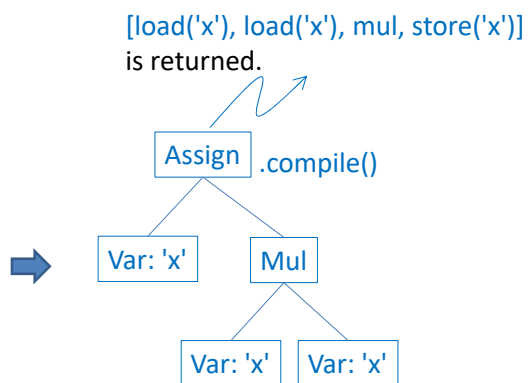 [load('x'), load('x'), mul, store('x')]
is returned.
Assign .compile()
Var: 'x' Mul
Var: 'x' Var: 'x'